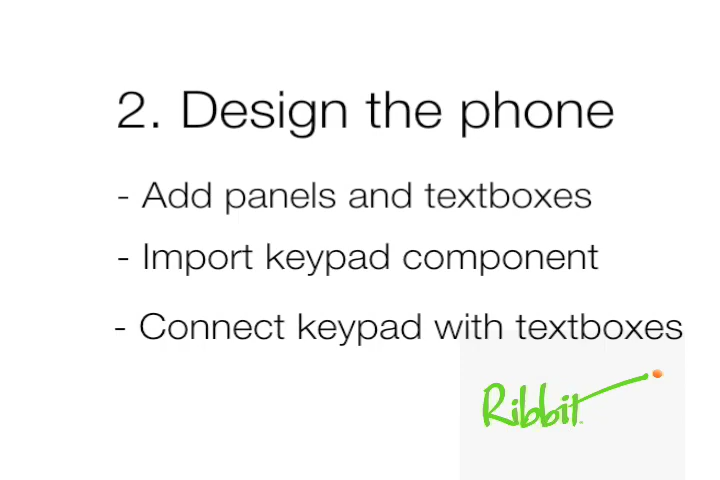 2. Design the phone
- Add panels and textboxes
- Import keypad component
- Connect keypad with textboxes
Ribbit